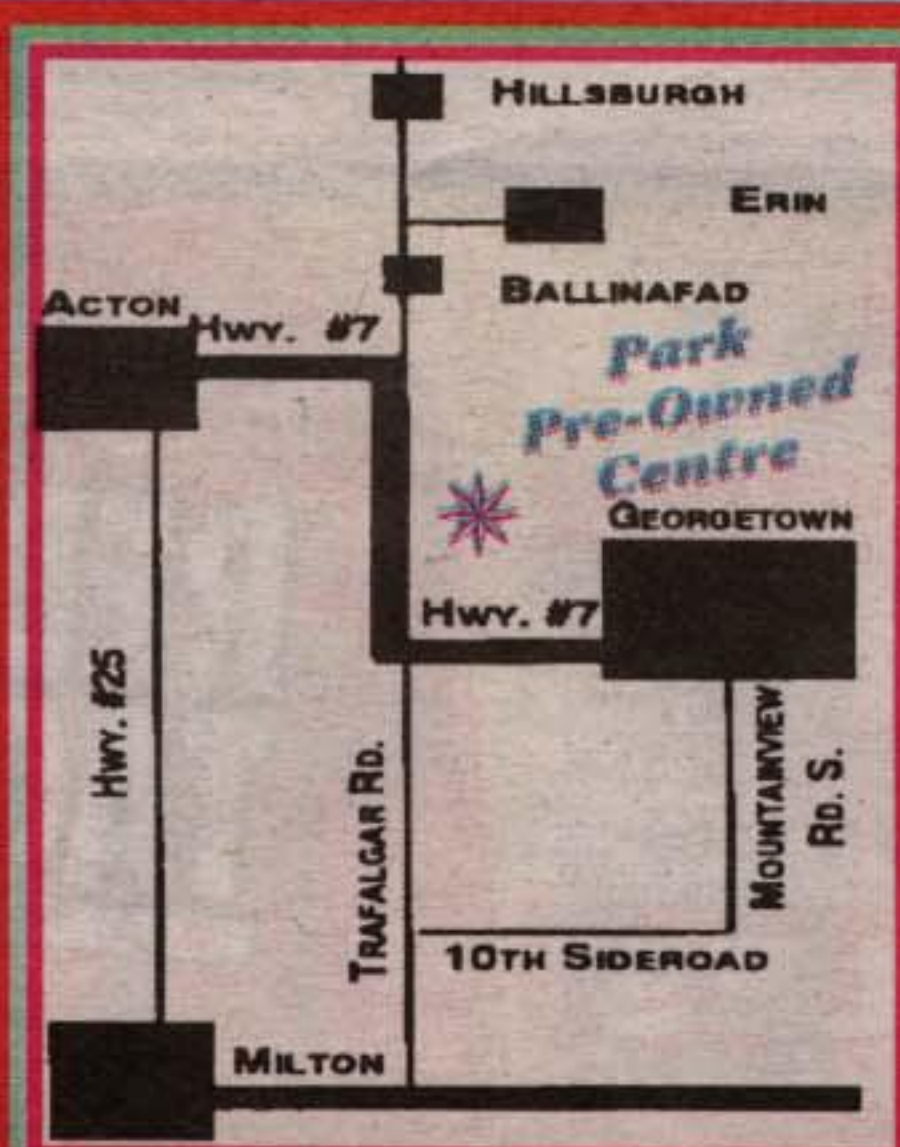 HILLSBURGH
ERIN
BALLINAFAD
ACTON
HWY. #7
Park
Pre-Owned
Centre
GEORGETOWN
HWY. #7
HWY. #25
TRAFALGAR RD.
MOUNTAINVIEW
RD. S.
10TH SIDEROAD
MILTON